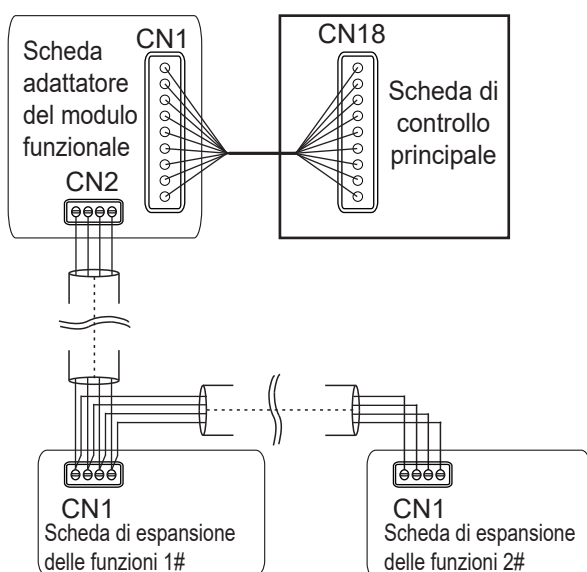 CN1
Scheda
adattatore
del modulo
funzionale
CN2
CN18
Scheda di
controllo
principale
CN1
Scheda di espansione
delle funzioni 1#
CN1
Scheda di espansione
delle funzioni 2#